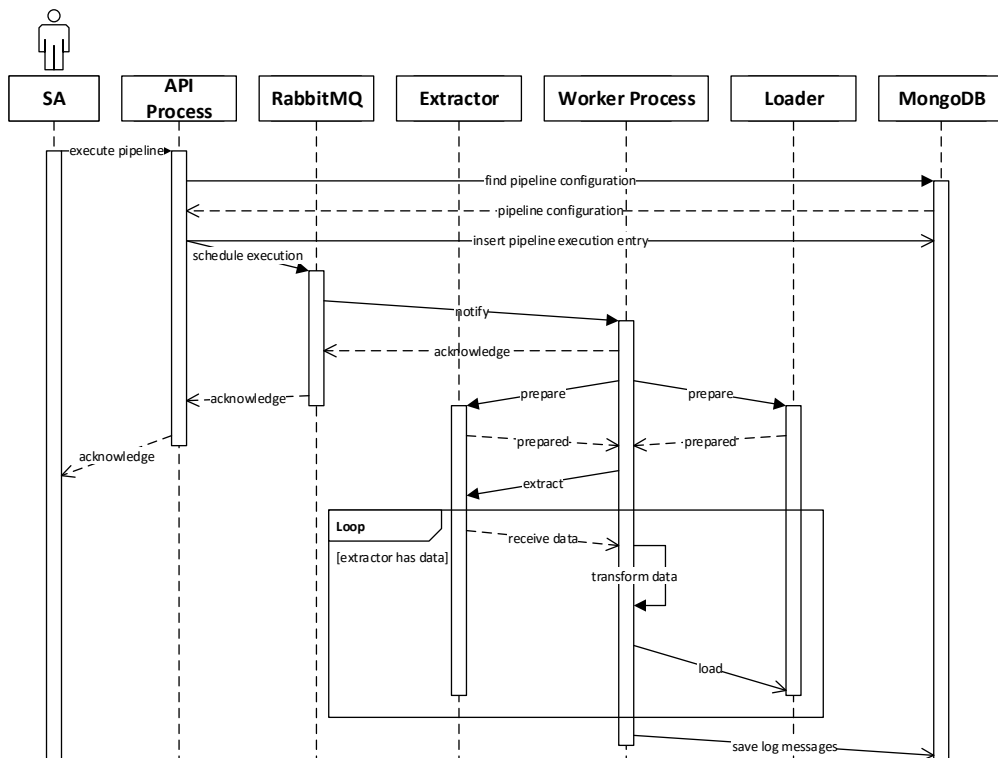 SA
API
Process
RabbitMQ
Extractor
Worker Process
Loader
MongoDB
execute pipeline
find pipeline configuration
pipeline configuration
insert pipeline execution entry
schedule execution
notify
acknowledge
prepare
prepare
acknowledge
prepared
prepared
acknowledge
extract
Loop
receive data
[extractor has data]
transform data
load
save log messages